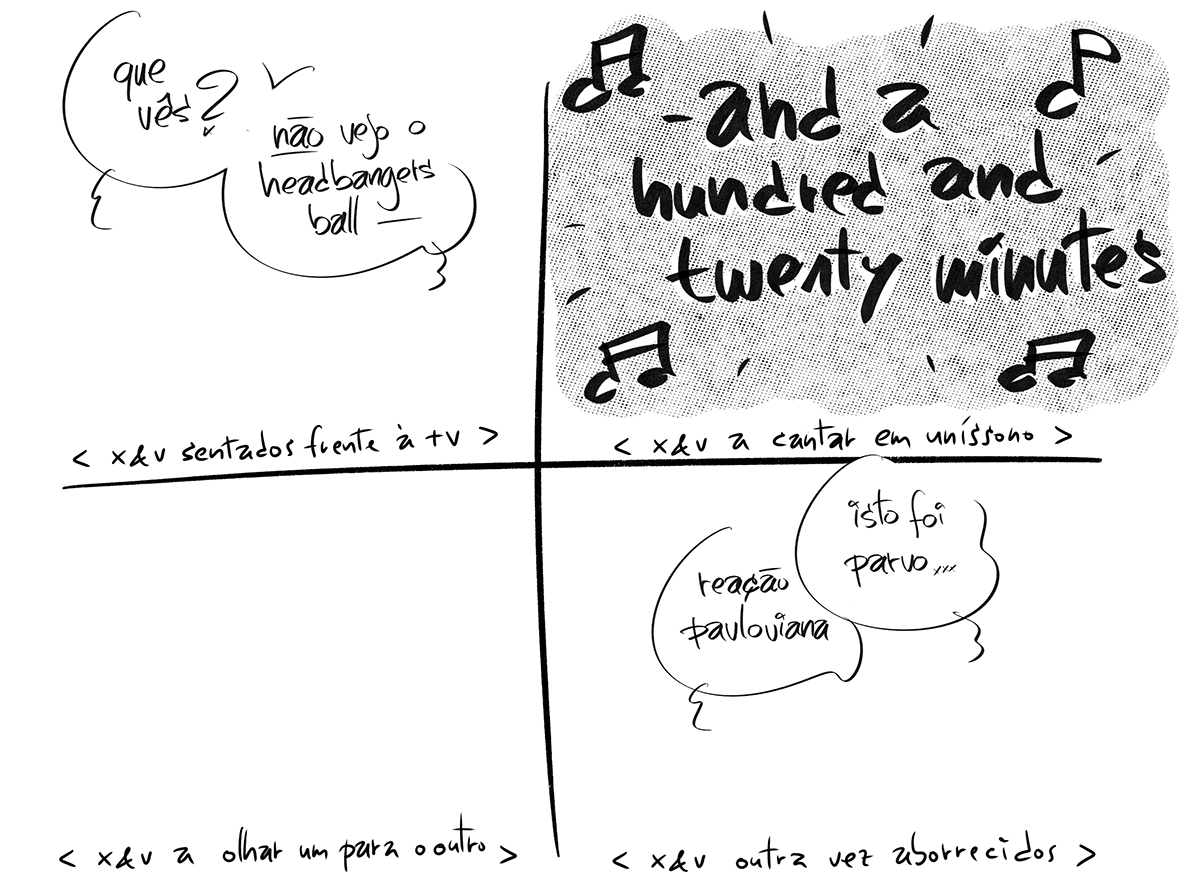 que
vês?
não vejo o
headbangers
ball —
< x&v sentados frente à tv >
- and a
hundred and
twenty minutes
< x&v a cantar em uníssono >
< x&v a olhar um para o outro >
isto foi
parvo...
reação
pavloviana
< x&v outra vez aborrecidos >